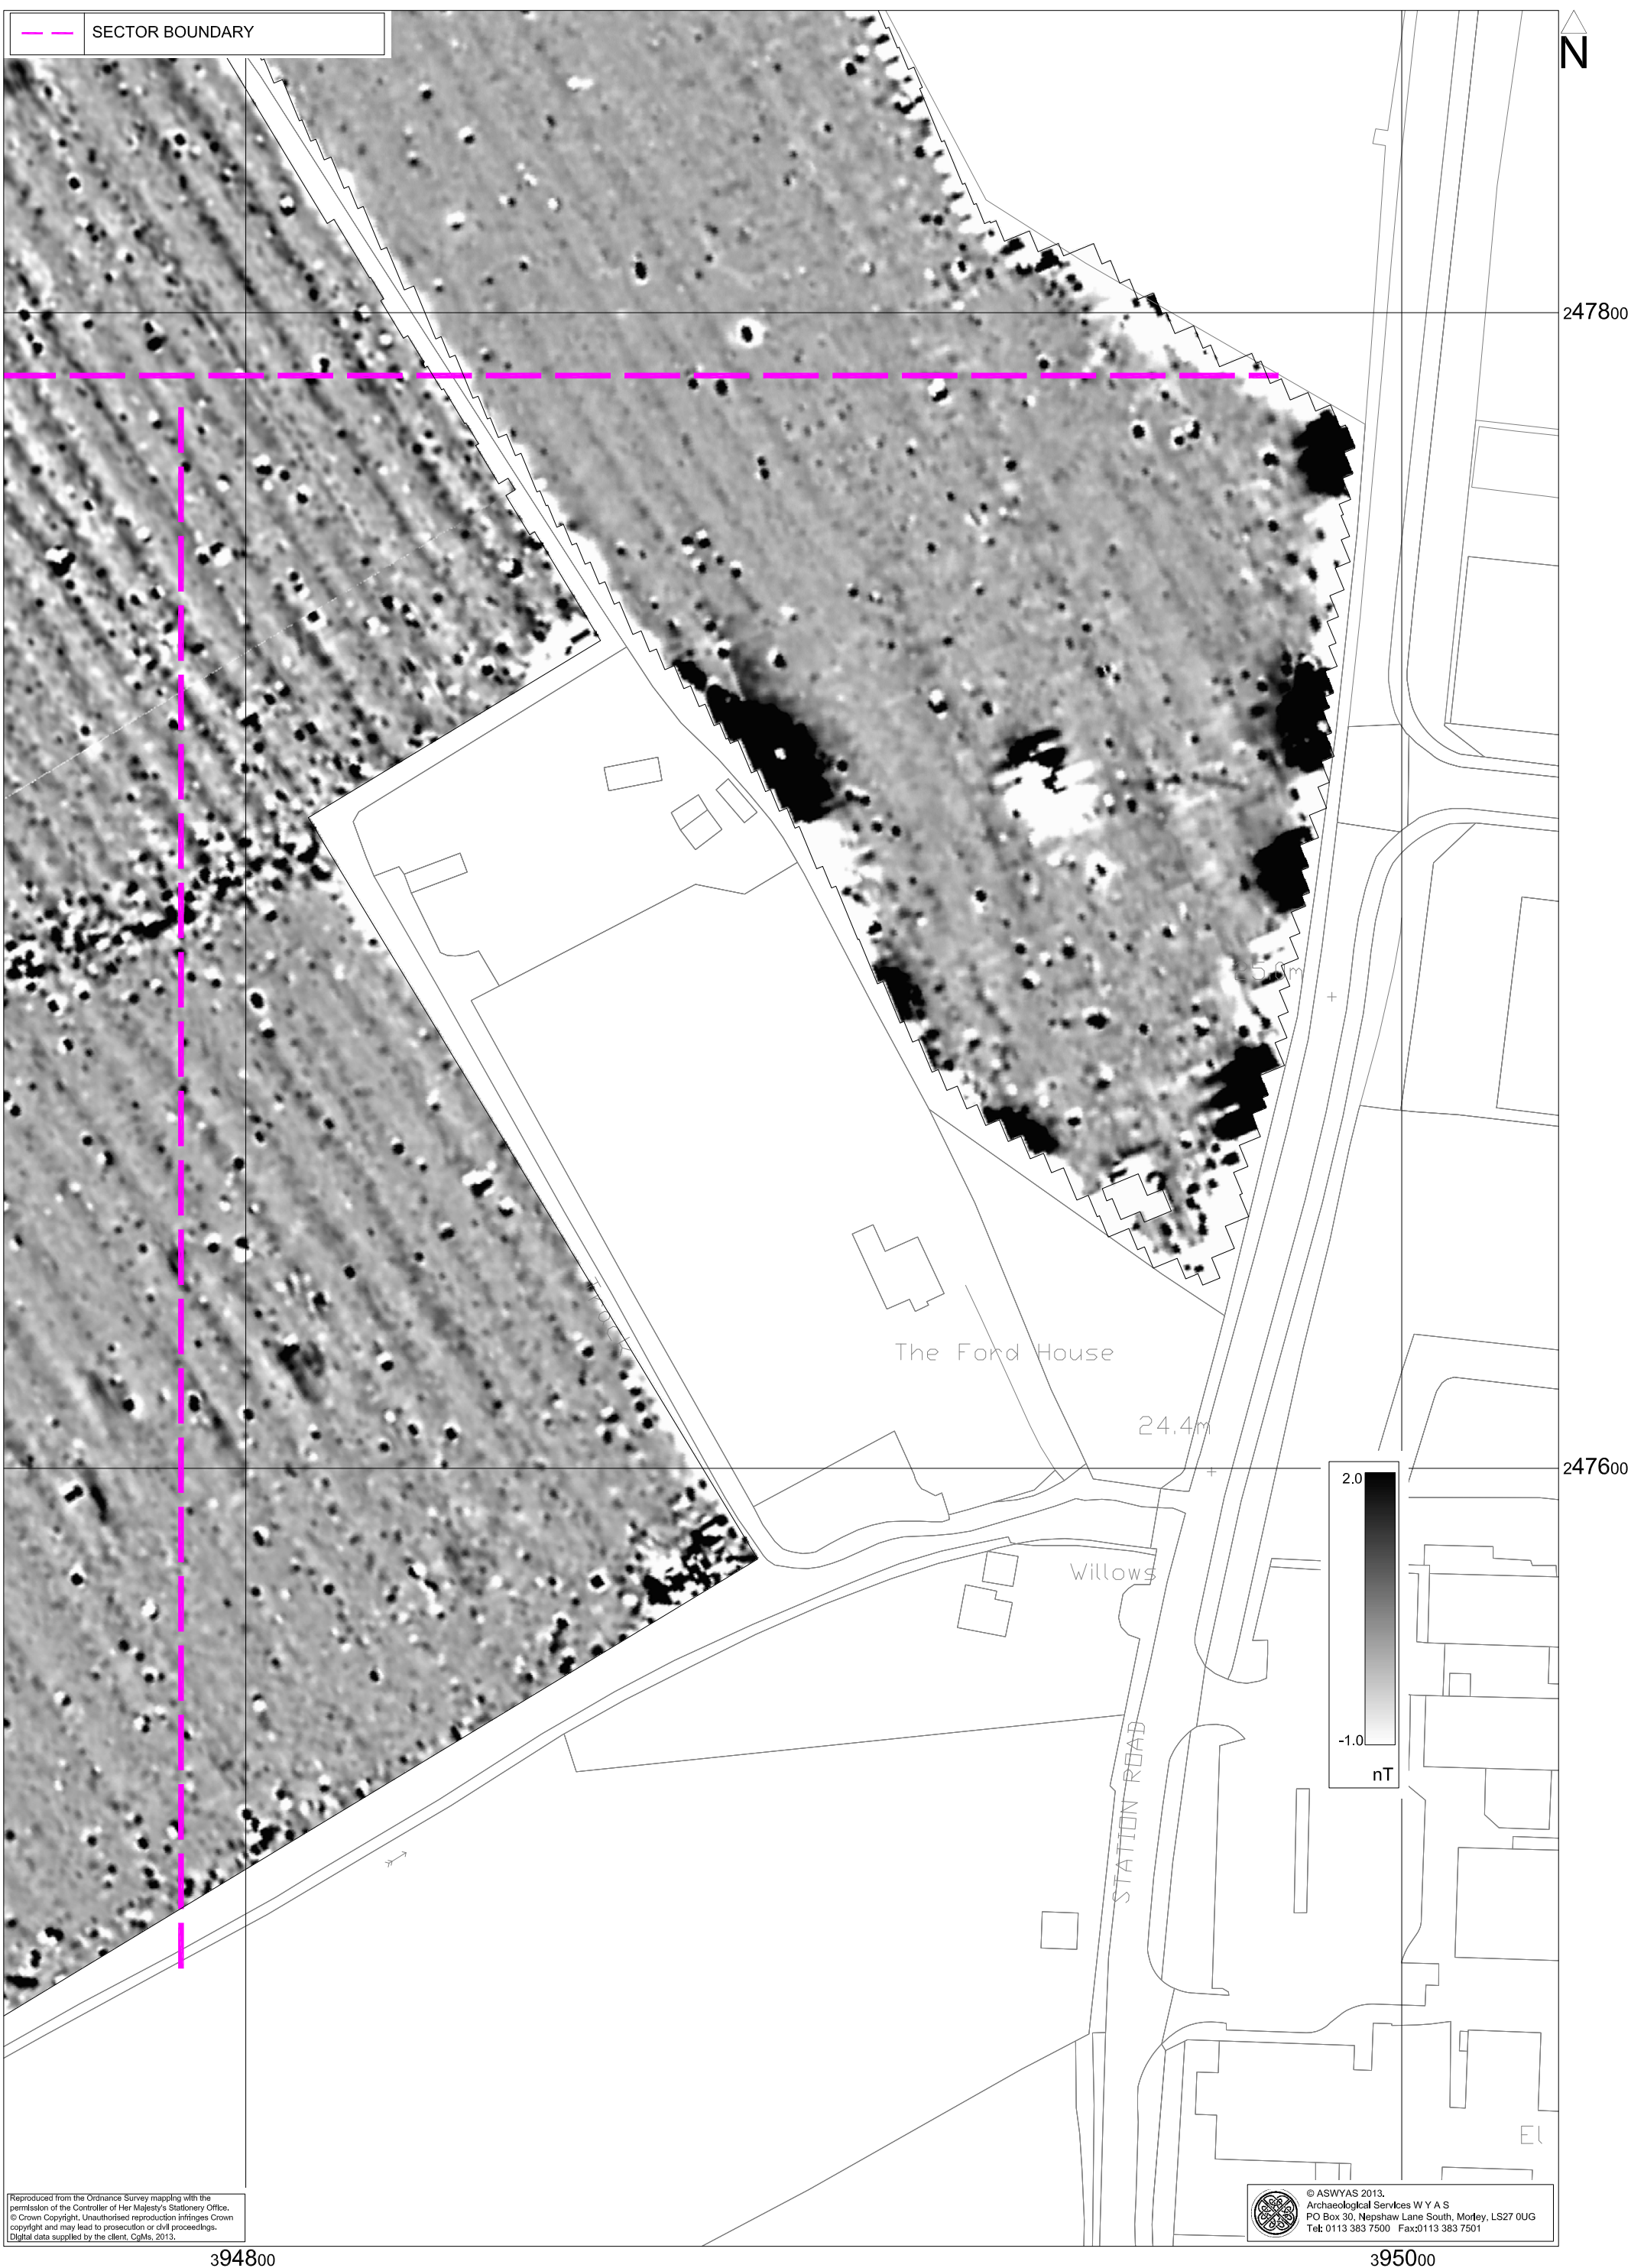 SECTOR BOUNDARY
N
247800
Track
The Ford House
24.4m
247600
2.0
-1.0
nT
Willows
STATION ROAD
El
Reproduced from the Ordnance Survey mapping with the
permission of the Controller of Her Majesty's Stationery Office.
© Crown Copyright. Unauthorised reproduction infringes Crown
copyright and may lead to prosecution or civil proceedings.
Digital data supplied by the client, CgMs, 2013.
© ASWYAS 2013.
Archaeological Services W Y A S
PO Box 30, Nepshaw Lane South, Morley, LS27 0UG
Tel: 0113 383 7500 Fax:0113 383 7501
394800
395000